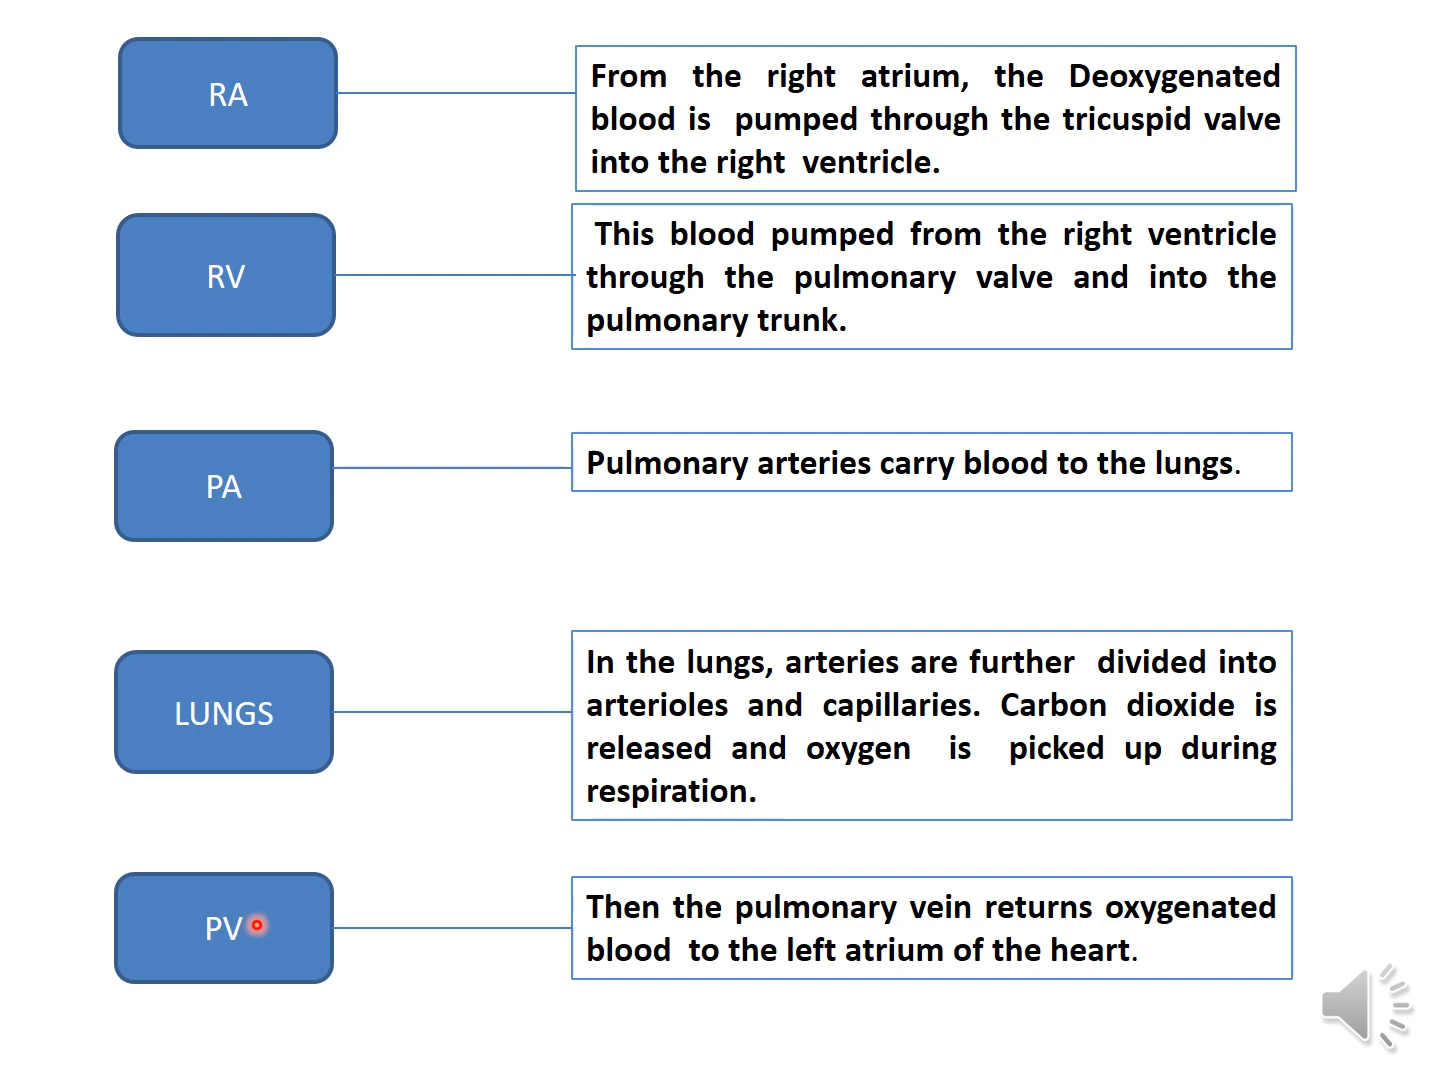 RA
From the right atrium, the Deoxygenated
blood is pumped through the tricuspid valve
into the right ventricle.
RV
This blood pumped from the right ventricle
through the pulmonary valve and into the
pulmonary trunk.
PA
Pulmonary arteries carry blood to the lungs.
LUNGS
In the lungs, arteries are further divided into
arterioles and capillaries. Carbon dioxide is
released and oxygen is picked up during
respiration.
PV
Then the pulmonary vein returns oxygenated
blood to the left atrium of the heart.